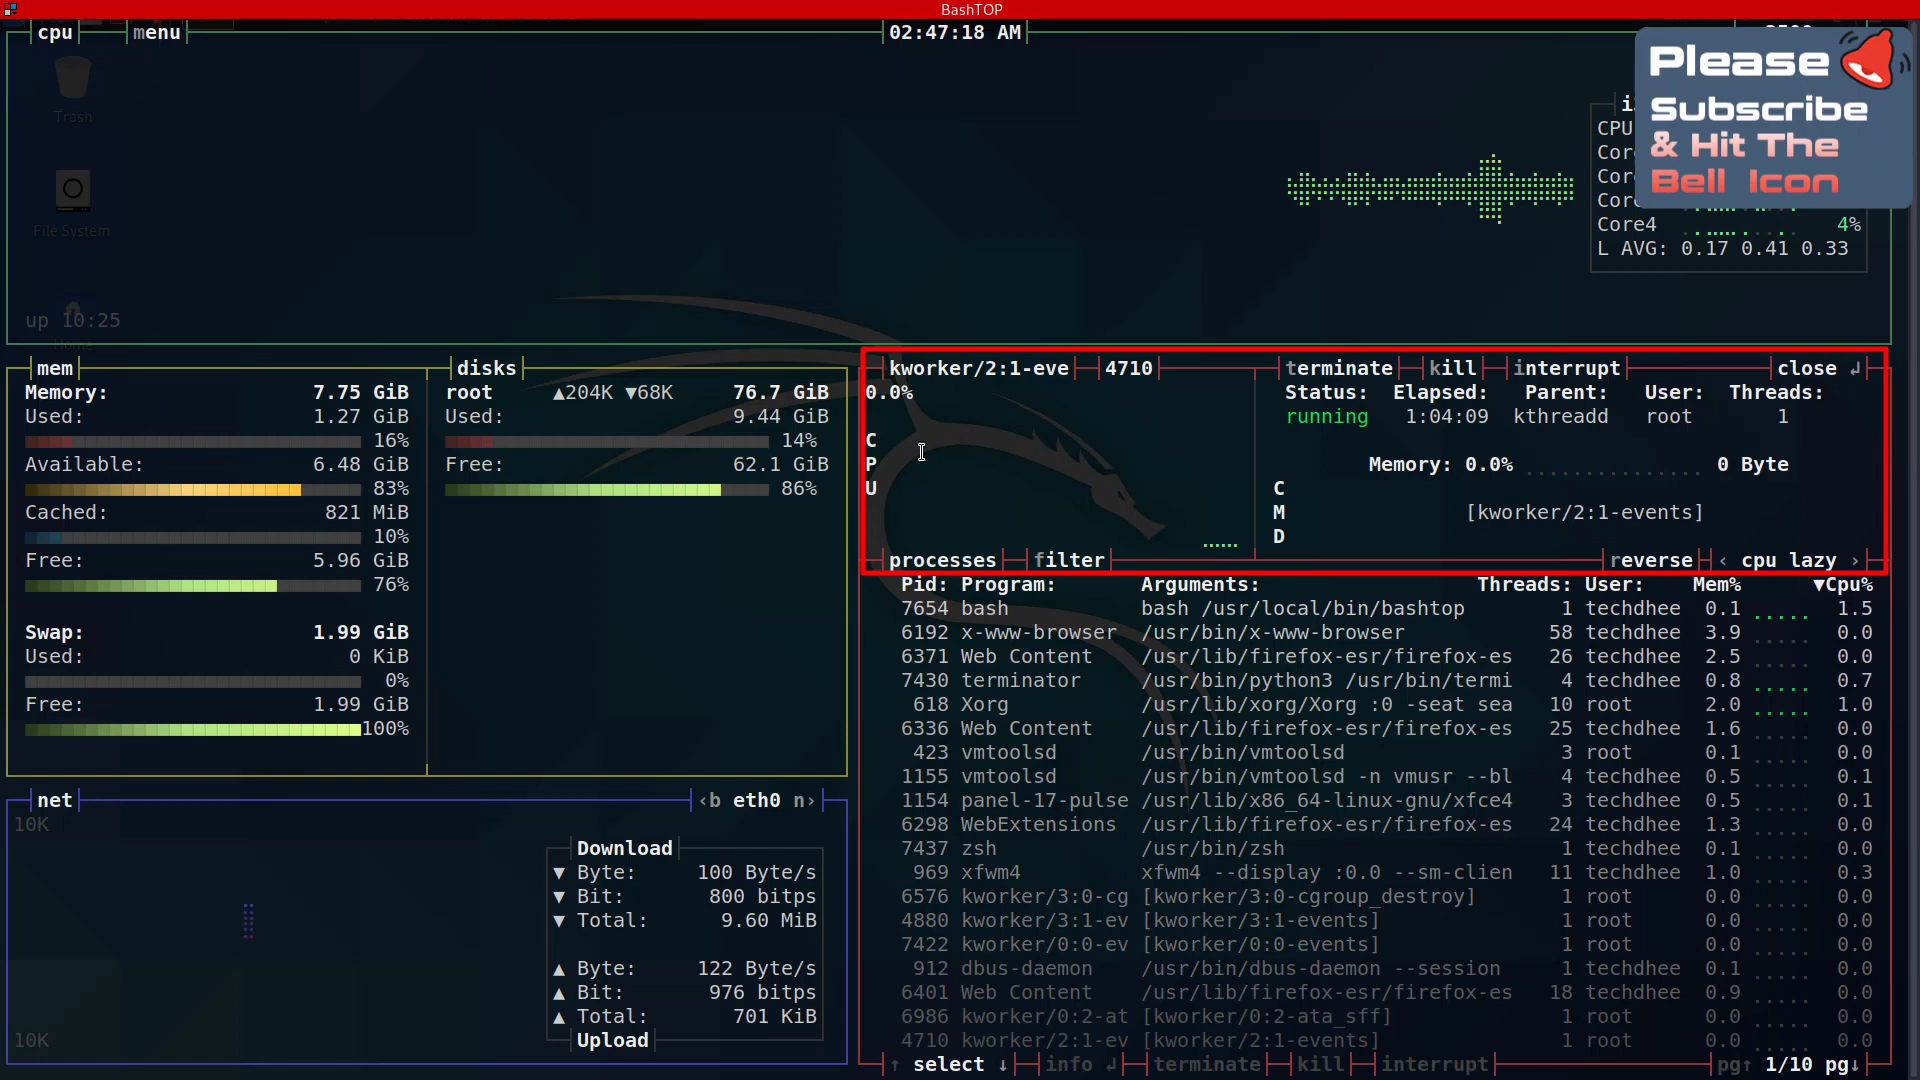 BashTOP
cpu menu 02:47:18 AM
Please
Subscribe
& Hit The
Bell Icon
Trash
File System
Home
CPU
Core4 4%
L AVG: 0.17 0.41 0.33
up 10:25
mem
Memory: 7.75 GiB
Used: 1.27 GiB
16%
Available: 6.48 GiB
83%
Cached: 821 MiB
10%
Free: 5.96 GiB
76%
Swap: 1.99 GiB
Used: 0 KiB
0%
Free: 1.99 GiB
100%
disks
root ▲204K ▼68K 76.7 GiB
Used: 9.44 GiB
14%
Free: 62.1 GiB
86%
kworker/2:1-eve 4710 terminate kill interrupt close ↲
0.0%
CPU
Status: Elapsed: Parent: User: Threads:
running 1:04:09 kthreadd root 1
Memory: 0.0% 0 Byte
CMD
[kworker/2:1-events]
processes filter reverse ‹ cpu lazy ›
Pid: Program: Arguments: Threads: User: Mem% ▼Cpu%
7654 bash bash /usr/local/bin/bashtop 1 techdhee 0.1 1.5
6192 x-www-browser /usr/bin/x-www-browser 58 techdhee 3.9 0.0
6371 Web Content /usr/lib/firefox-esr/firefox-es 26 techdhee 2.5 0.0
7430 terminator /usr/bin/python3 /usr/bin/termi 4 techdhee 0.8 0.7
618 Xorg /usr/lib/xorg/Xorg :0 -seat sea 10 root 2.0 1.0
6336 Web Content /usr/lib/firefox-esr/firefox-es 25 techdhee 1.6 0.0
423 vmtoolsd /usr/bin/vmtoolsd 3 root 0.1 0.0
1155 vmtoolsd /usr/bin/vmtoolsd -n vmusr --bl 4 techdhee 0.5 0.1
1154 panel-17-pulse /usr/lib/x86_64-linux-gnu/xfce4 3 techdhee 0.5 0.1
6298 WebExtensions /usr/lib/firefox-esr/firefox-es 24 techdhee 1.3 0.0
7437 zsh /usr/bin/zsh 1 techdhee 0.1 0.0
969 xfwm4 xfwm4 --display :0.0 --sm-clien 11 techdhee 1.0 0.3
6576 kworker/3:0-cg [kworker/3:0-cgroup_destroy] 1 root 0.0 0.0
4880 kworker/3:1-ev [kworker/3:1-events] 1 root 0.0 0.0
7422 kworker/0:0-ev [kworker/0:0-events] 1 root 0.0 0.0
912 dbus-daemon /usr/bin/dbus-daemon --session 1 techdhee 0.1 0.0
6401 Web Content /usr/lib/firefox-esr/firefox-es 18 techdhee 0.9 0.0
6986 kworker/0:2-at [kworker/0:2-ata_sff] 1 root 0.0 0.0
4710 kworker/2:1-ev [kworker/2:1-events] 1 root 0.0 0.0
↑ select ↓ info ↲ terminate kill interrupt pg↑ 1/10 pg↓
net ‹b eth0 n›
10K
Download
▼ Byte: 100 Byte/s
▼ Bit: 800 bitps
▼ Total: 9.60 MiB
▲ Byte: 122 Byte/s
▲ Bit: 976 bitps
▲ Total: 701 KiB
Upload
10K